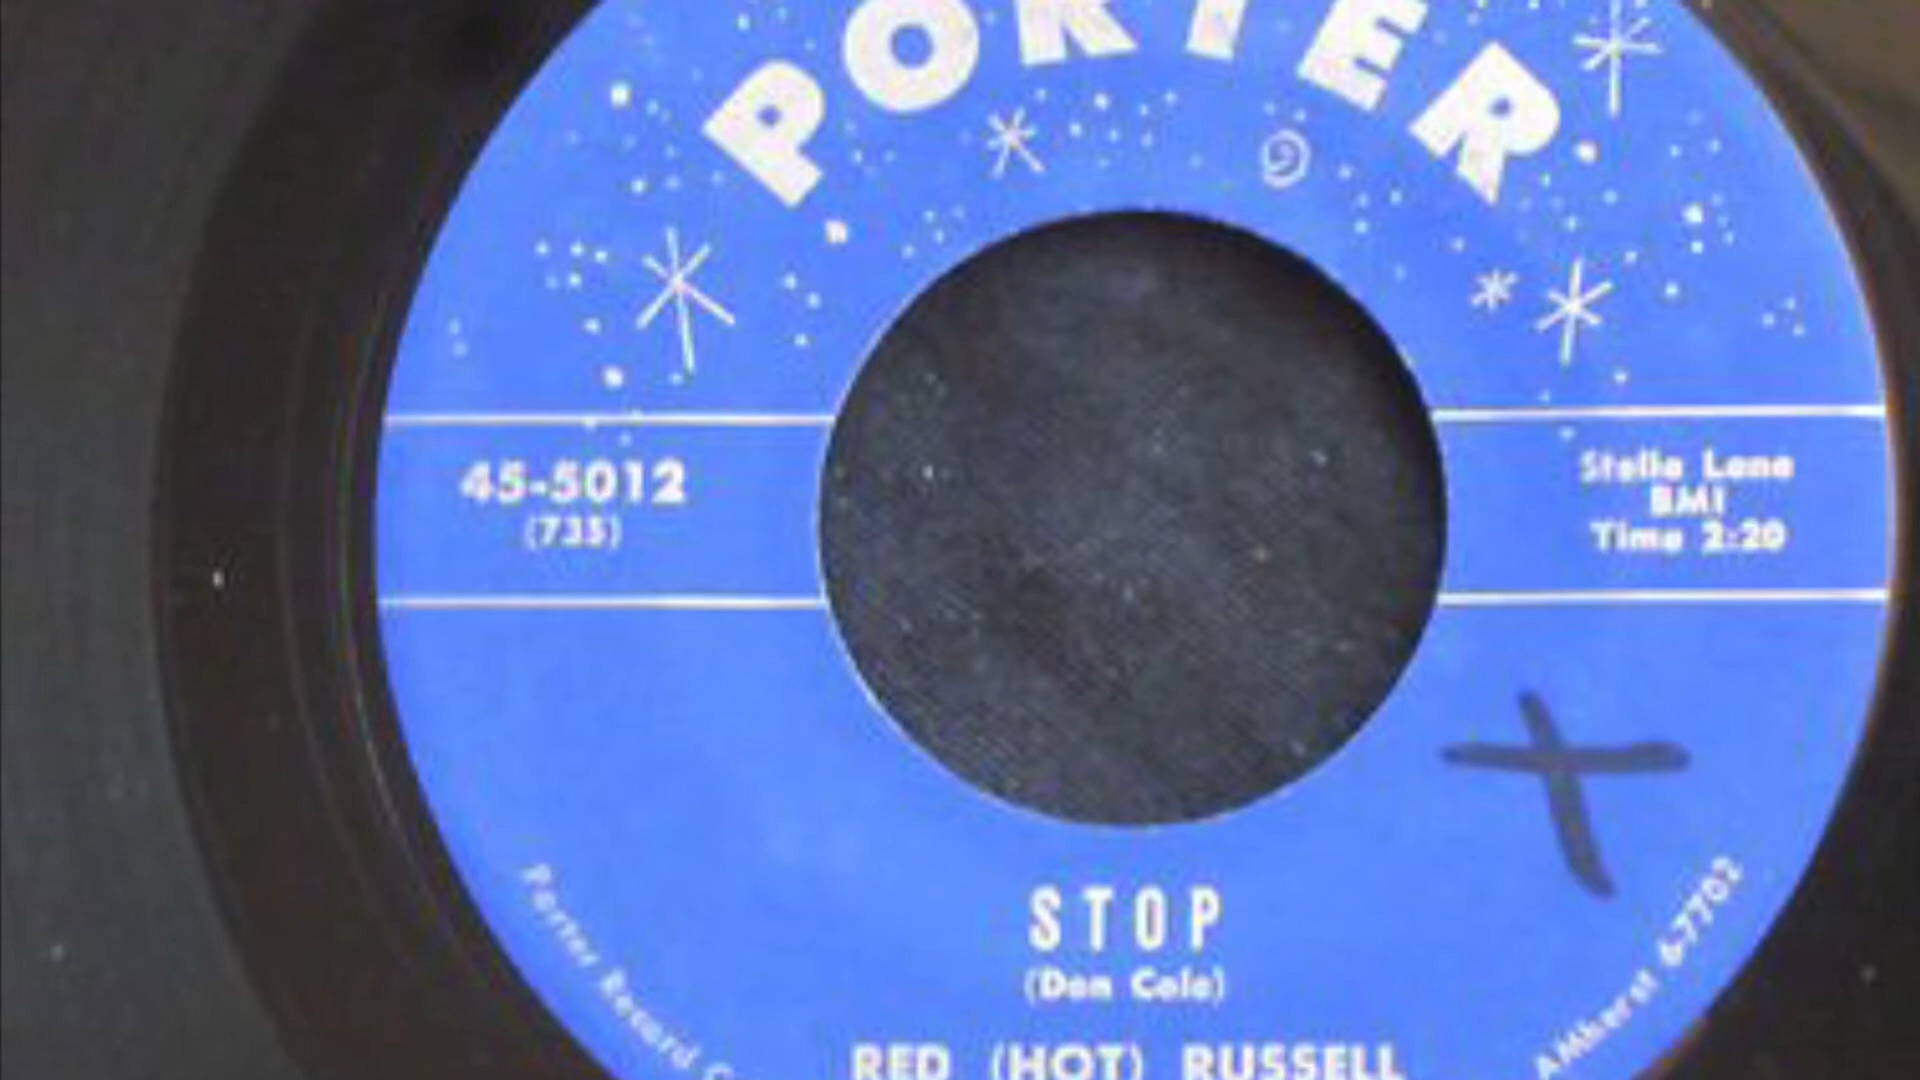 PORTER
45-5012
(735)
Stelle Lane
BMI
Time 2:20
STOP
(Don Cole)
RED (HOT) RUSSELL
Porter Record
AMherst 6-7702